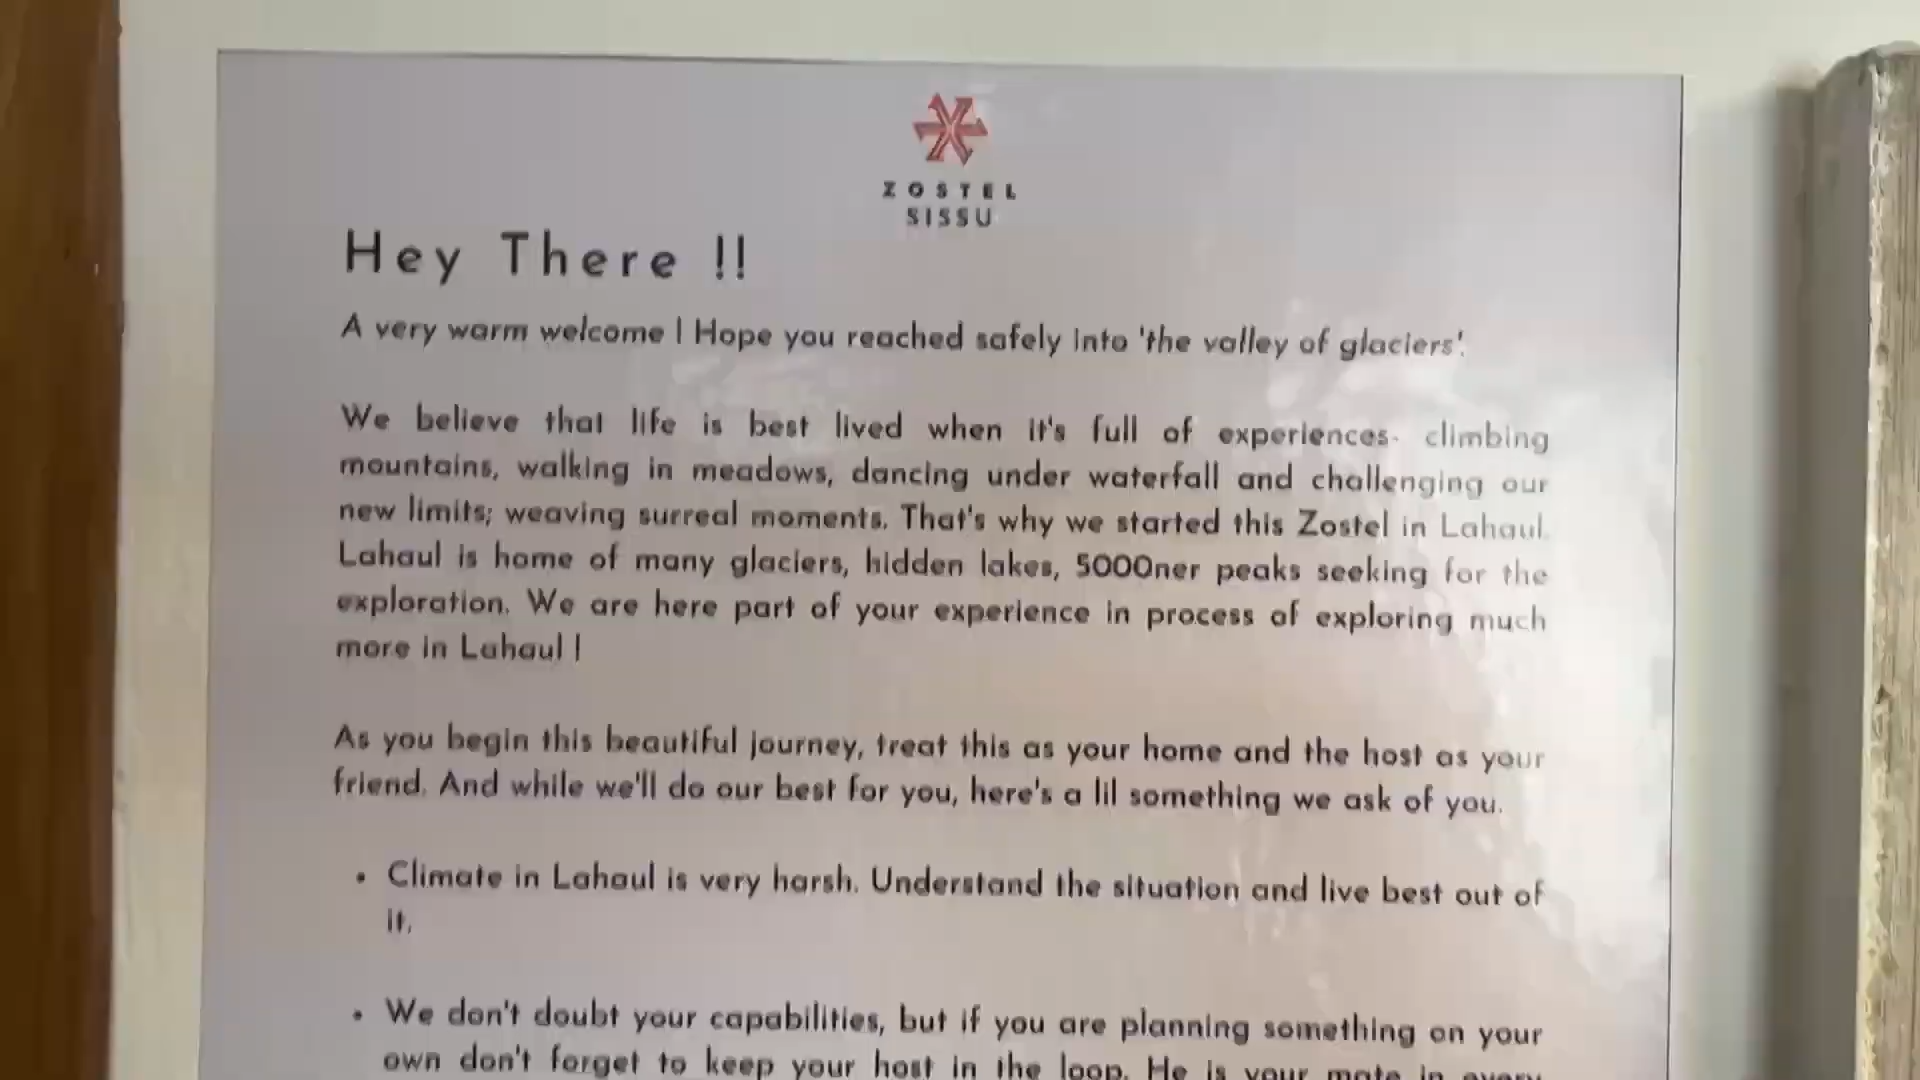 ZOSTEL
SISSU
Hey There !!
A very warm welcome ! Hope you reached safely into 'the valley of glaciers'.
We believe that life is best lived when it's full of experiences- climbing
mountains, walking in meadows, dancing under waterfall and challenging our
new limits; weaving surreal moments. That's why we started this Zostel in Lahaul.
Lahaul is home of many glaciers, hidden lakes, 5000ner peaks seeking for the
exploration. We are here part of your experience in process of exploring much
more in Lahaul !
As you begin this beautiful journey, treat this as your home and the host as your
friend. And while we'll do our best for you, here's a lil something we ask of you.
• Climate in Lahaul is very harsh. Understand the situation and live best out of
it.
• We don't doubt your capabilities, but if you are planning something on your
own don't forget to keep your host in the loop. He is your mate in every